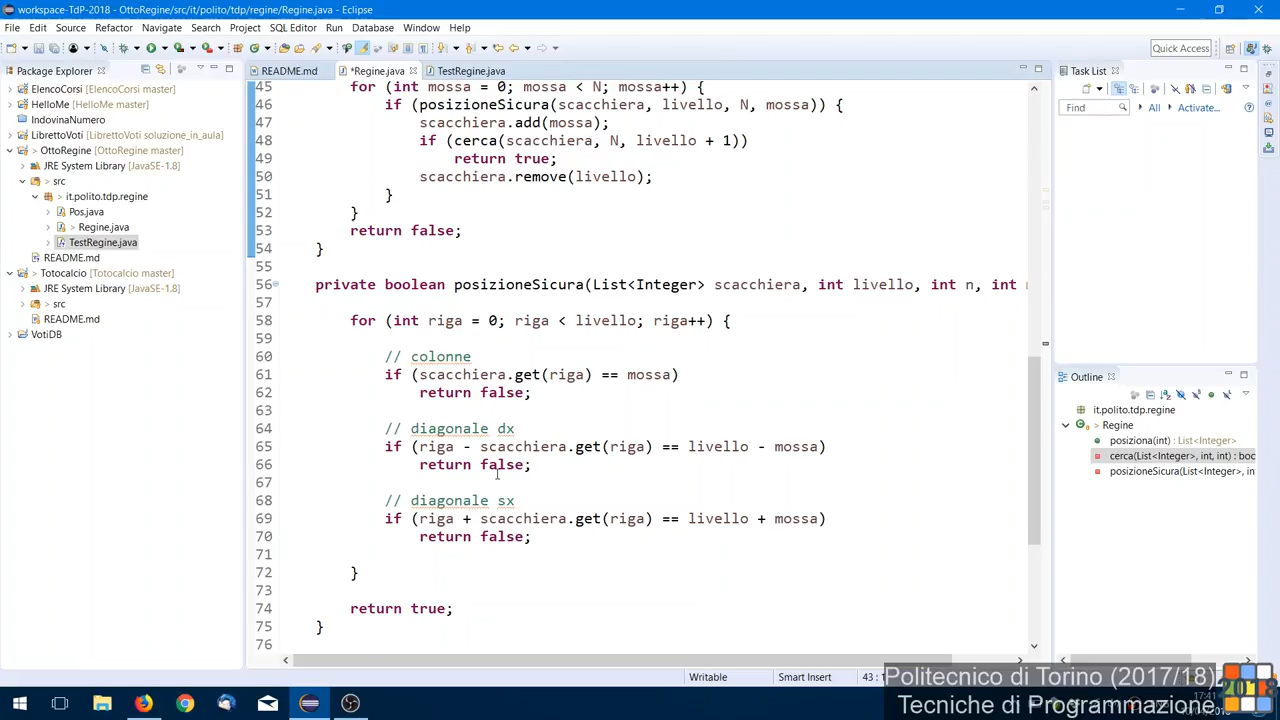 workspace-TdP-2018 - OttoRegine/src/it/polito/tdp/regine/Regine.java - Eclipse
File Edit Source Refactor Navigate Search Project SQL Editor Run Database Window Help
Quick Access
Package Explorer
README.md
*Regine.java
TestRegine.java
Task List
Find
All
Activate...
ElencoCorsi [ElencoCorsi master]
HelloMe [HelloMe master]
IndovinaNumero
LibrettoVoti [LibrettoVoti soluzione_in_aula]
OttoRegine [OttoRegine master]
JRE System Library [JavaSE-1.8]
src
it.polito.tdp.regine
Pos.java
> Regine.java
TestRegine.java
README.md
Totocalcio [Totocalcio master]
JRE System Library [JavaSE-1.8]
src
README.md
VotiDB
45 for (int mossa = 0; mossa < N; mossa++) {
46 if (posizioneSicura(scacchiera, livello, N, mossa)) {
47 scacchiera.add(mossa);
48 if (cerca(scacchiera, N, livello + 1))
49 return true;
50 scacchiera.remove(livello);
51 }
52 }
53 return false;
54 }
55
56 private boolean posizioneSicura(List<Integer> scacchiera, int livello, int n, int
57
58 for (int riga = 0; riga < livello; riga++) {
59
60 // colonne
61 if (scacchiera.get(riga) == mossa)
62 return false;
63
64 // diagonale dx
65 if (riga - scacchiera.get(riga) == livello - mossa)
66 return false;
67
68 // diagonale sx
69 if (riga + scacchiera.get(riga) == livello + mossa)
70 return false;
71
72 }
73
74 return true;
75 }
76
Outline
it.polito.tdp.regine
Regine
posiziona(int) : List<Integer>
cerca(List<Integer>, int, int) : boo
posizioneSicura(List<Integer>, in
Writable
Smart Insert
43 :
Politecnico di Torino (2017/18)
Tecniche di Programmazione
2018
17:41